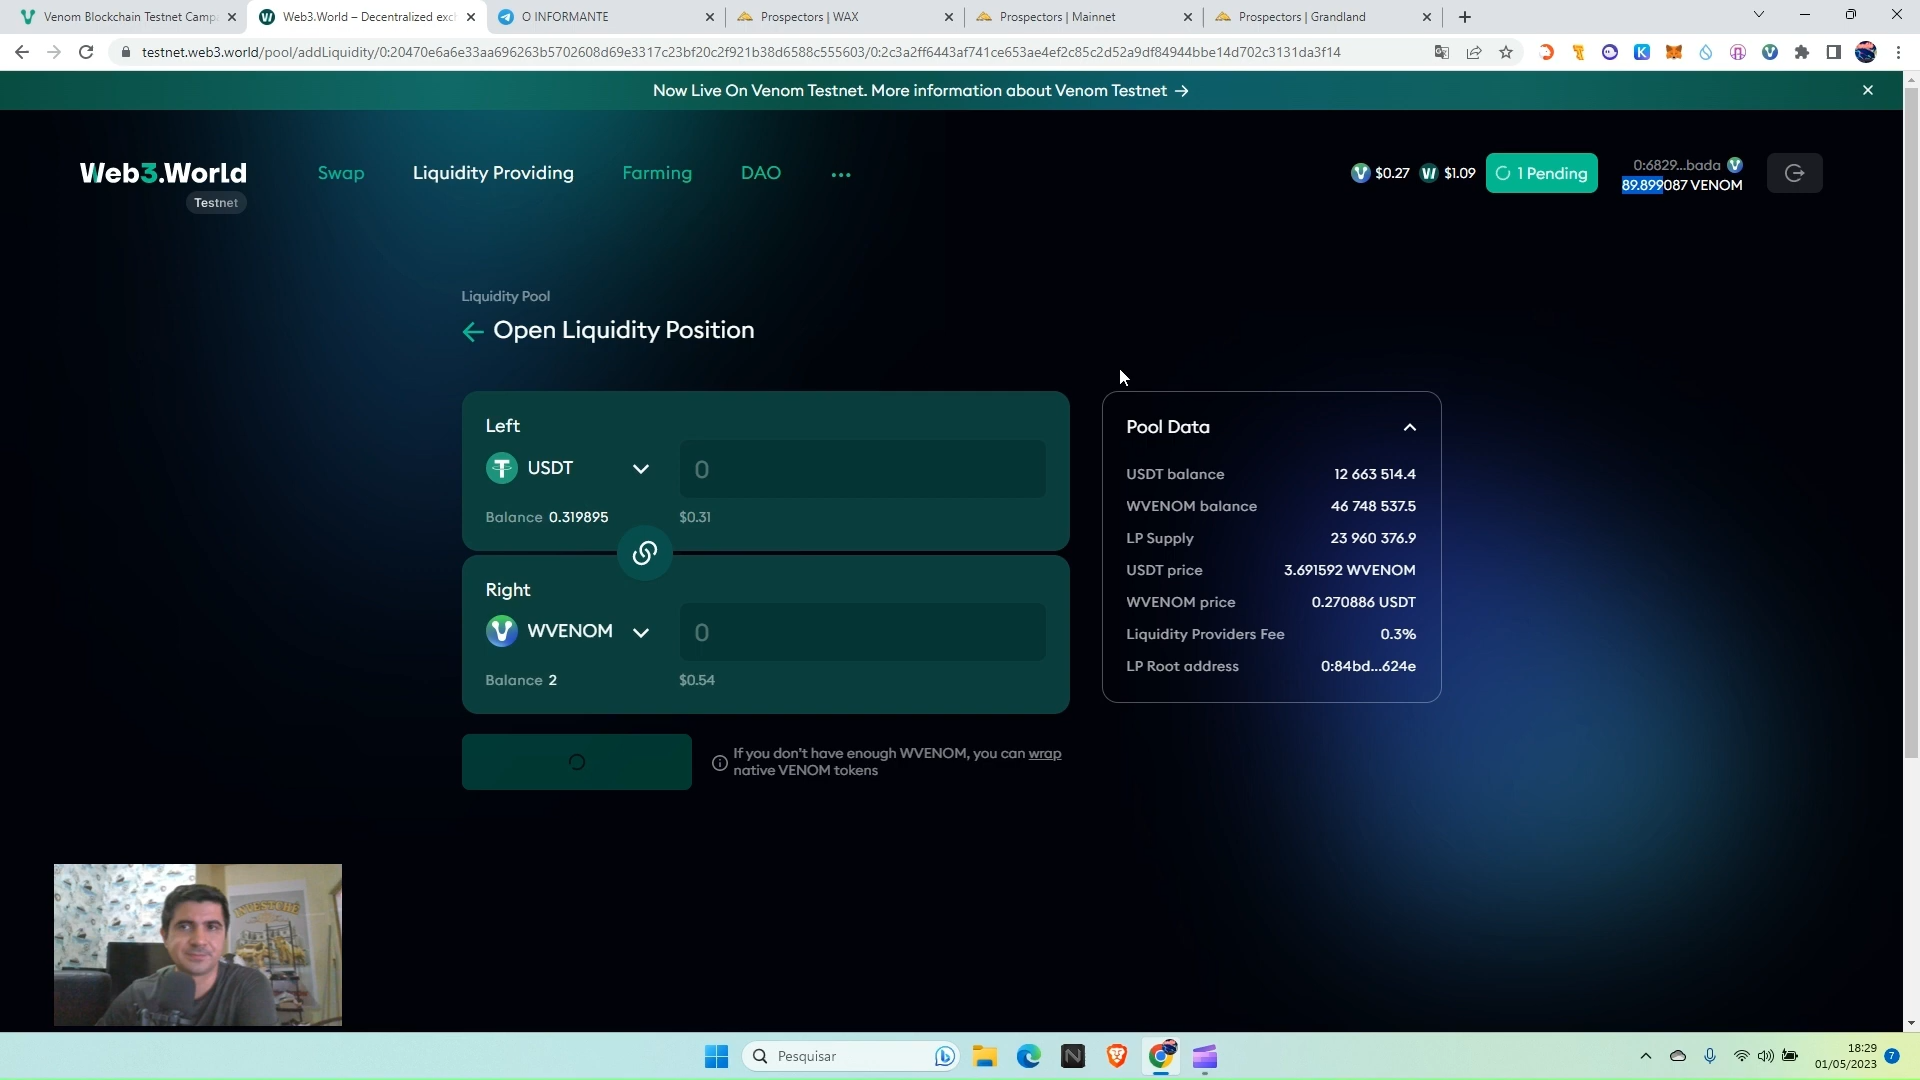 Venom Blockchain Testnet Camp
Web3.World – Decentralized exc
O INFORMANTE
Prospectors | WAX
Prospectors | Mainnet
Prospectors | Grandland
testnet.web3.world/pool/addLiquidity/0:20470e6a6e33aa696263b5702608d69e3317c23bf20c2f921b38d6588c555603/0:2c3a2ff6443af741ce653ae4ef2c85c2d52a9df84944bbe14d702c3131da3f14
Now Live On Venom Testnet. More information about Venom Testnet →
Web3.World
Testnet
Swap
Liquidity Providing
Farming
DAO
...
$0.27
$1.09
1 Pending
0:6829...bada
89.899087 VENOM
Liquidity Pool
← Open Liquidity Position
Left
USDT
0
Balance 0.319895
$0.31
Right
WVENOM
0
Balance 2
$0.54
If you don't have enough WVENOM, you can wrap
native VENOM tokens
Pool Data
USDT balance 12 663 514.4
WVENOM balance 46 748 537.5
LP Supply 23 960 376.9
USDT price 3.691592 WVENOM
WVENOM price 0.270886 USDT
Liquidity Providers Fee 0.3%
LP Root address 0:84bd...624e
INVESTCHÊ
Pesquisar
18:29
01/05/2023
7